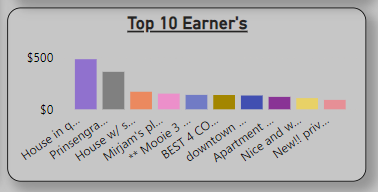 Top 10 Earner's
$500
$0
House in q...
Prinsengra...
House w/ s...
Mirjam's pl...
** Mooie 3 ...
BEST 4 CO...
downtown ...
Apartment ...
Nice and w...
New!! priv...